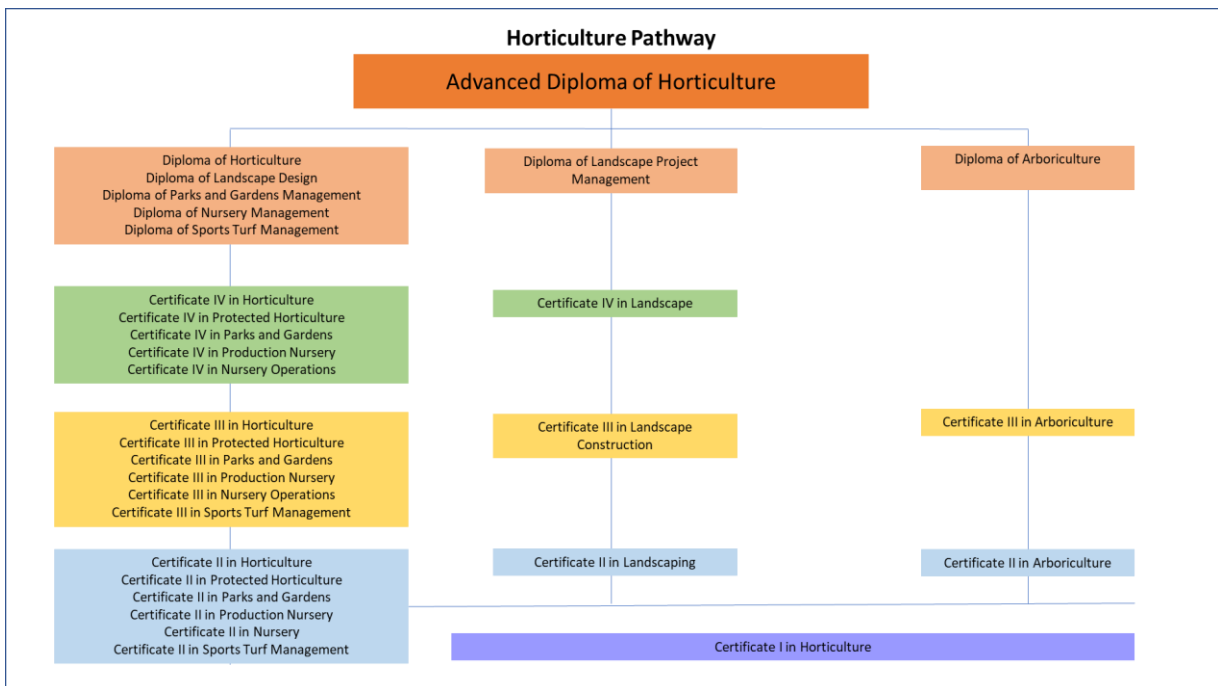 Horticulture Pathway
Advanced Diploma of Horticulture
Diploma of Horticulture
Diploma of Landscape Design
Diploma of Parks and Gardens Management
Diploma of Nursery Management
Diploma of Sports Turf Management
Diploma of Landscape Project
Management
Diploma of Arboriculture
Certificate IV in Horticulture
Certificate IV in Protected Horticulture
Certificate IV in Parks and Gardens
Certificate IV in Production Nursery
Certificate IV in Nursery Operations
Certificate IV in Landscape
Certificate III in Horticulture
Certificate III in Protected Horticulture
Certificate III in Parks and Gardens
Certificate III in Production Nursery
Certificate III in Nursery Operations
Certificate III in Sports Turf Management
Certificate III in Landscape
Construction
Certificate III in Arboriculture
Certificate II in Horticulture
Certificate II in Protected Horticulture
Certificate II in Parks and Gardens
Certificate II in Production Nursery
Certificate II in Nursery
Certificate II in Sports Turf Management
Certificate II in Landscaping
Certificate II in Arboriculture
Certificate I in Horticulture